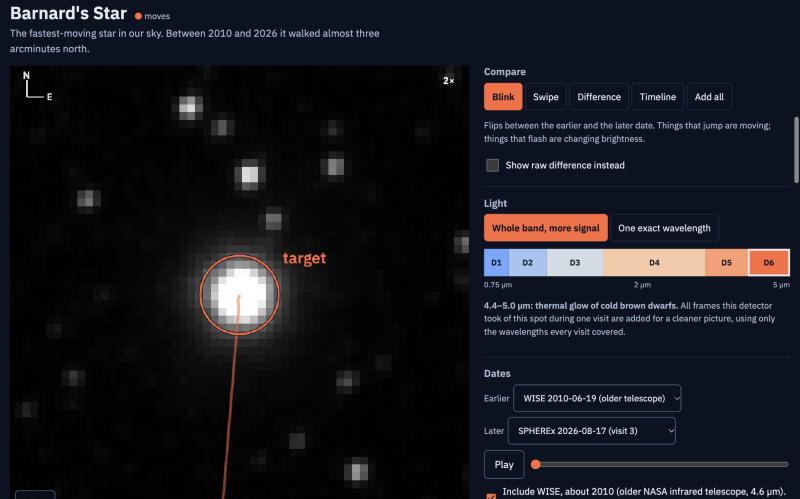 Barnard's Star
moves
The fastest-moving star in our sky. Between 2010 and 2026 it walked almost three
arcminutes north.
N
E
2×
target
Compare
Blink
Swipe
Difference
Timeline
Add all
Flips between the earlier and the later date. Things that jump are moving;
things that flash are changing brightness.
Show raw difference instead
Light
Whole band, more signal
One exact wavelength
D1
D2
D3
D4
D5
D6
0.75 µm
2 µm
5 µm
4.4–5.0 µm: thermal glow of cold brown dwarfs. All frames this detector
took of this spot during one visit are added for a cleaner picture, using only
the wavelengths every visit covered.
Dates
Earlier
WISE 2010-06-19 (older telescope)
Later
SPHEREx 2026-08-17 (visit 3)
Play
Include WISE, about 2010 (older NASA infrared telescope, 4.6 µm).